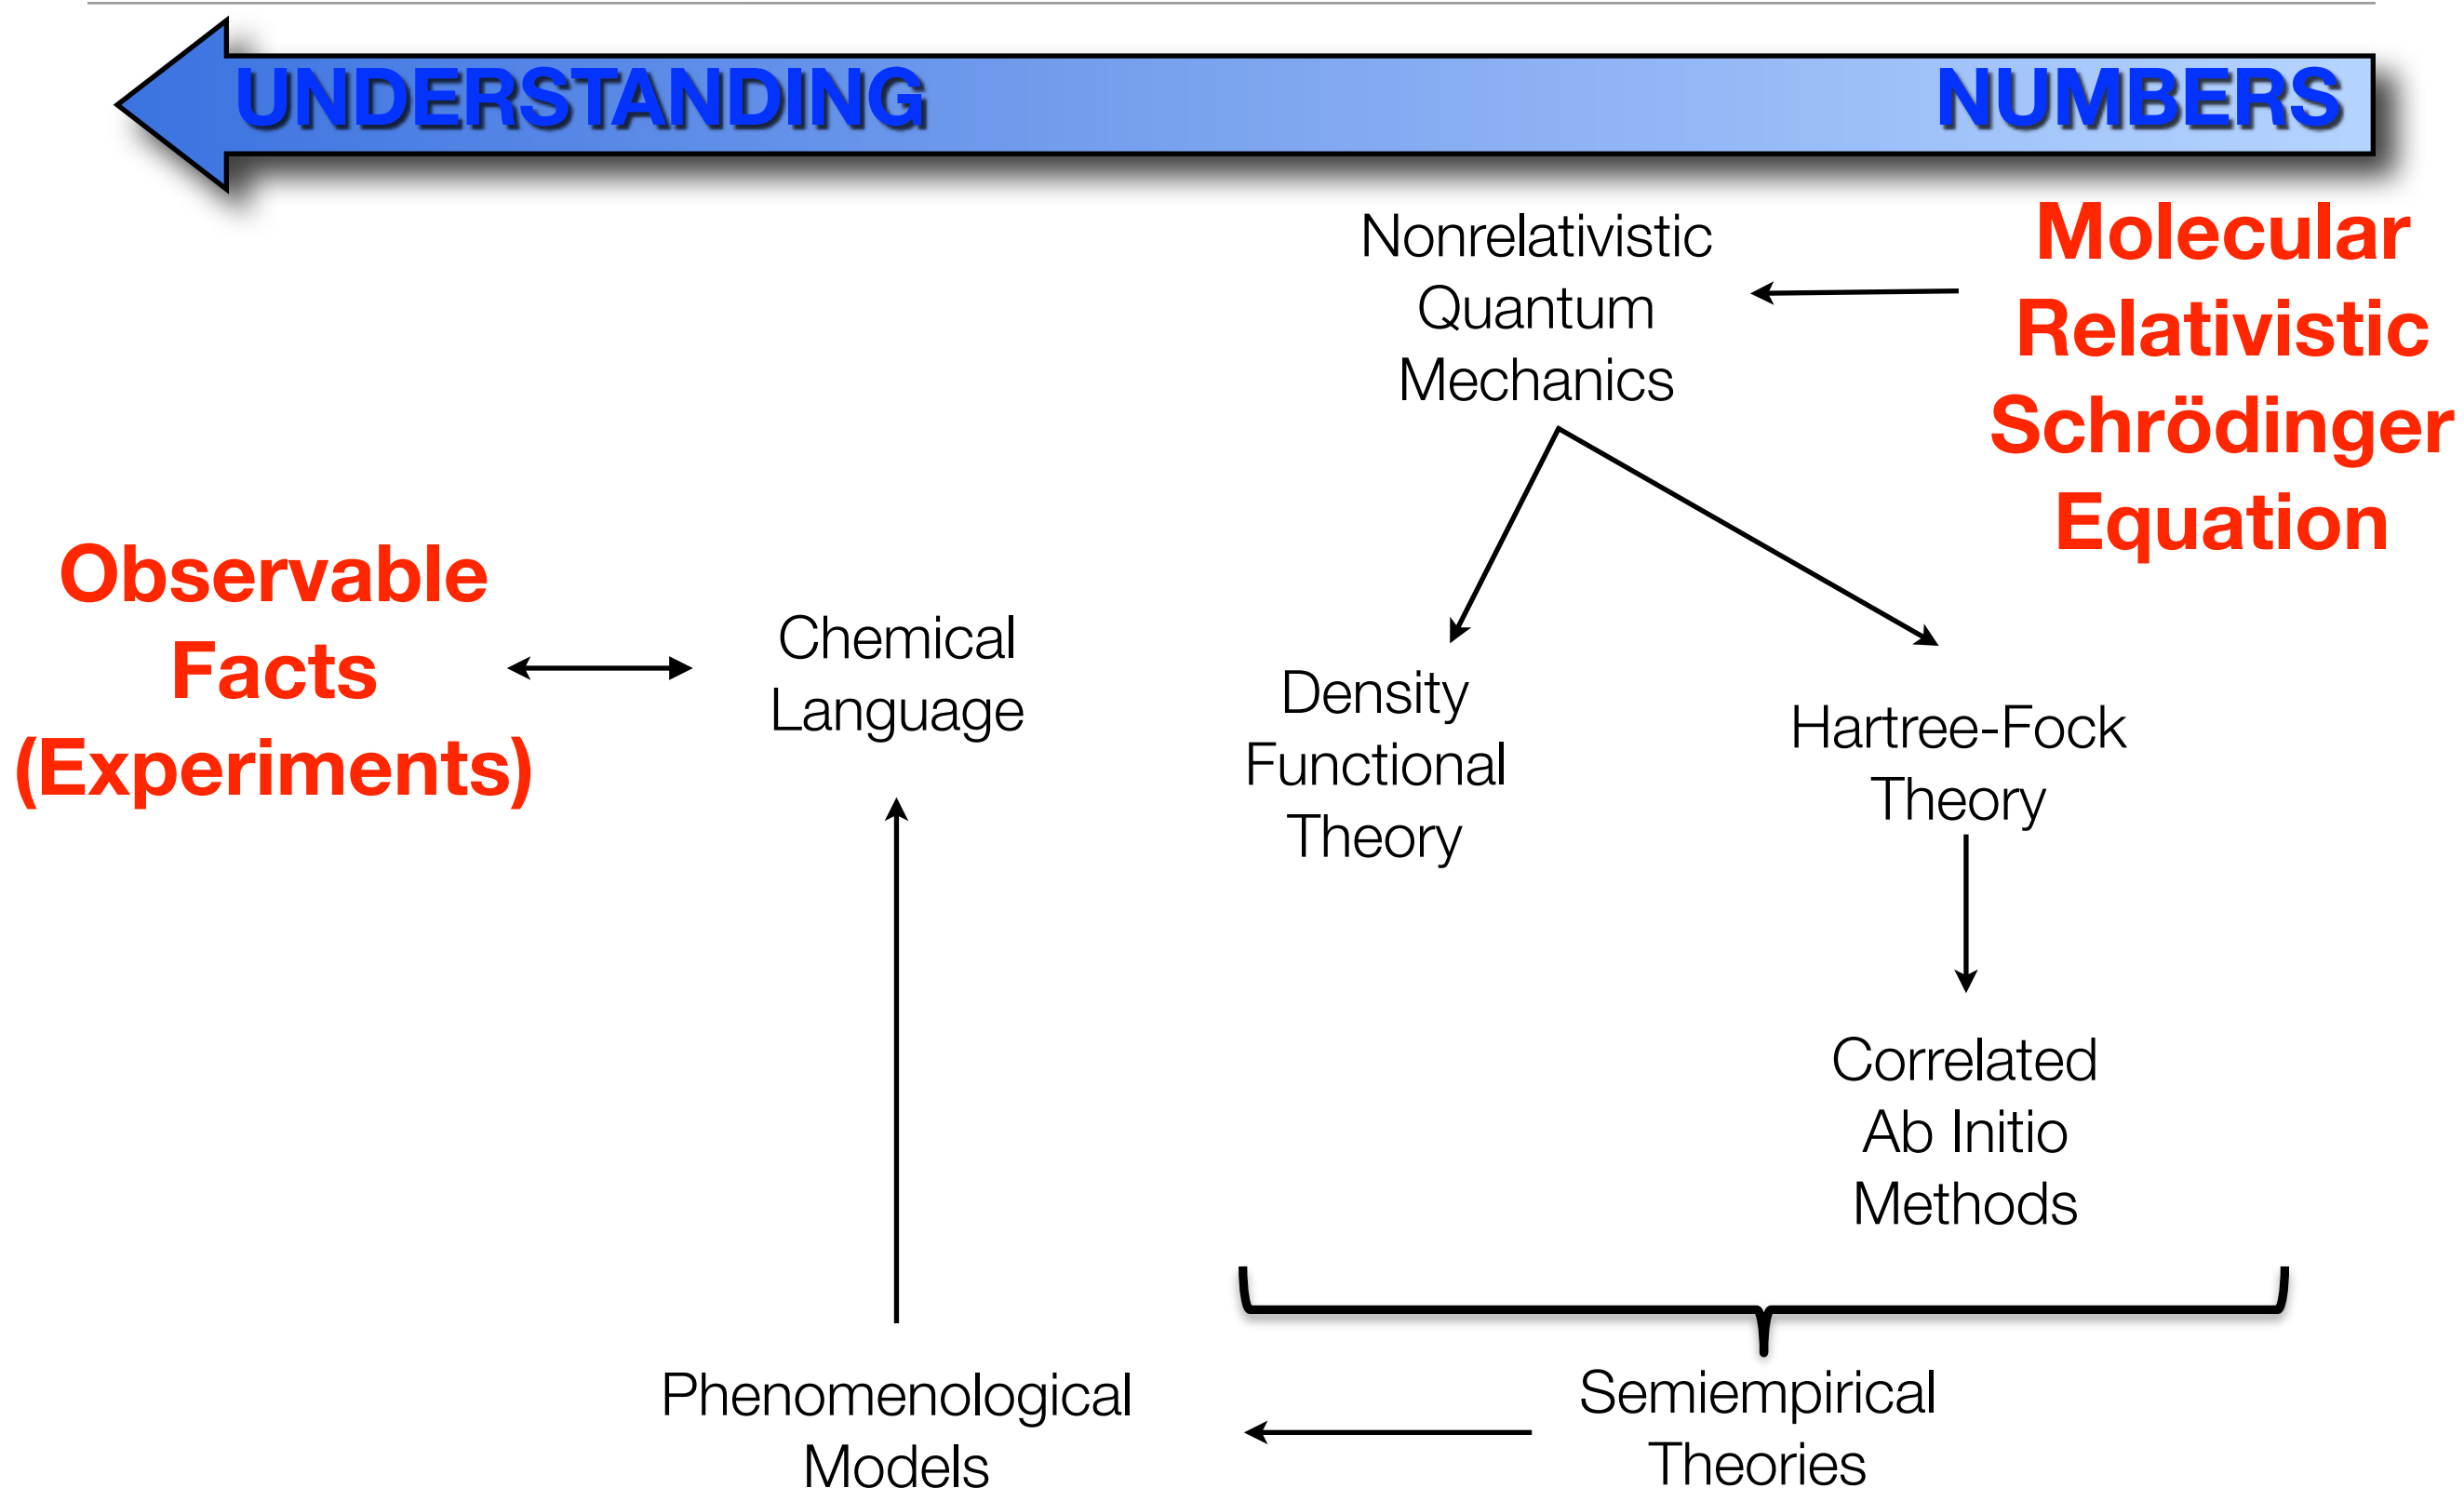 UNDERSTANDING
NUMBERS
Nonrelativistic
Quantum
Mechanics
Molecular
Relativistic
Schrödinger
Equation
Observable
Facts
(Experiments)
Chemical
Language
Density
Functional
Theory
Hartree-Fock
Theory
Correlated
Ab Initio
Methods
Phenomenological
Models
Semiempirical
Theories